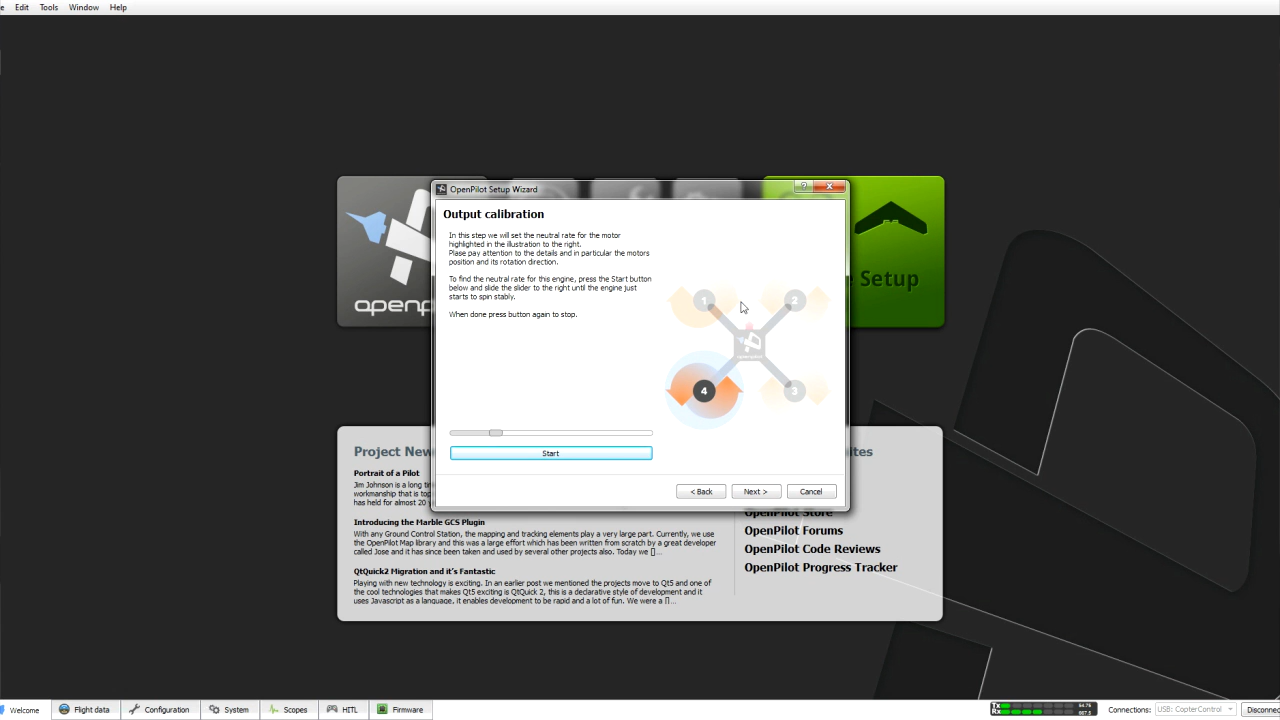 Edit Tools Window Help
OpenPilot Setup Wizard
?
Output calibration
In this step we will set the neutral rate for the motor
highlighted in the illustration to the right.
Plase pay attention to the details and in particular the motors
position and its rotation direction.
To find the neutral rate for this engine, press the Start button
below and slide the slider to the right until the engine just
starts to spin stably.
When done press button again to stop.
1
2
openpilot
4
3
Start
< Back
Next >
Cancel
openp
Setup
Project New
Portrait of a Pilot
Jim Johnson is a long
workmanship that is top
has held for almost 20
Introducing the Marble GCS Plugin
With any Ground Control Station, the mapping and tracking elements play a very large part. Currently, we use
the OpenPilot Map library and this was a large effort which has been written from scratch by a great developer
called Jose and it has since been taken and used by several other projects also. Today we []...
QtQuick2 Migration and it's Fantastic
Playing with new technology is exciting. In an earlier post we mentioned the projects move to Qt5 and one of
the cool technologies that makes Qt5 exciting is QtQuick 2, this is a declarative style of development and it
uses Javascript as a language, it enables development to be rapid and a lot of fun. We were a []...
ites
OpenPilot Store
OpenPilot Forums
OpenPilot Code Reviews
OpenPilot Progress Tracker
Welcome
Flight data
Configuration
System
Scopes
HITL
Firmware
Tx 54.76
Rx 607.5
Connections:
USB: CopterControl
Disconnec